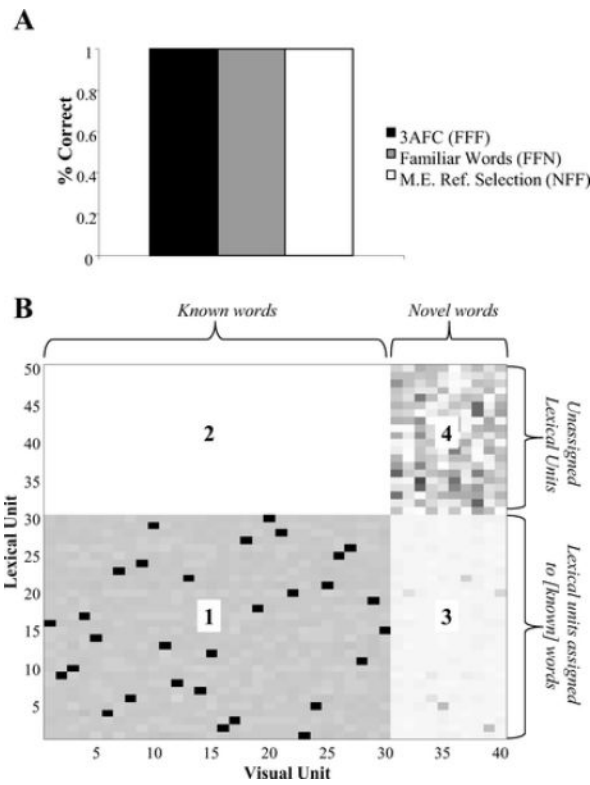 A
1
0.8
0.6
0.4
0.2
0
% Correct
3AFC (FFF)
Familiar Words (FFN)
M.E. Ref. Selection (NFF)
B
Known words
Novel words
50
45
40
35
30
25
20
15
10
5
Lexical Unit
2
4
1
3
Unassigned
Lexical Units
Lexical units assigned
to [known] words
5 10 15 20 25 30 35 40
Visual Unit